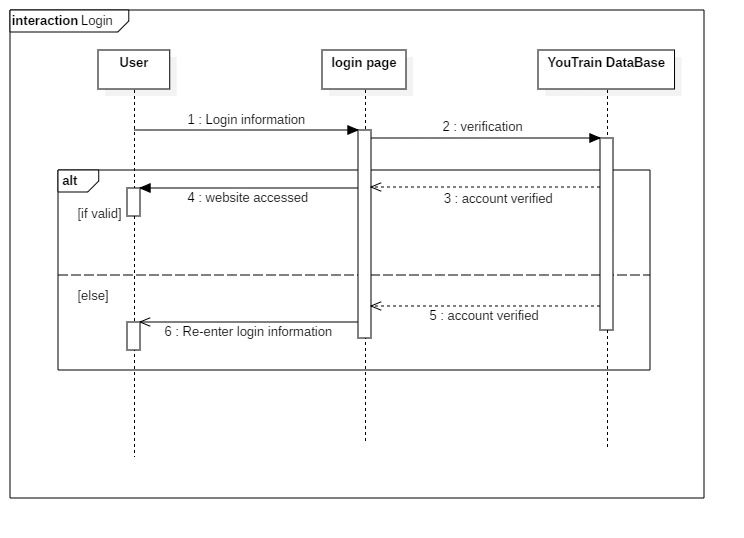 interaction Login
User
login page
YouTrain DataBase
1 : Login information
2 : verification
alt
4 : website accessed
3 : account verified
[if valid]
[else]
5 : account verified
6 : Re-enter login information